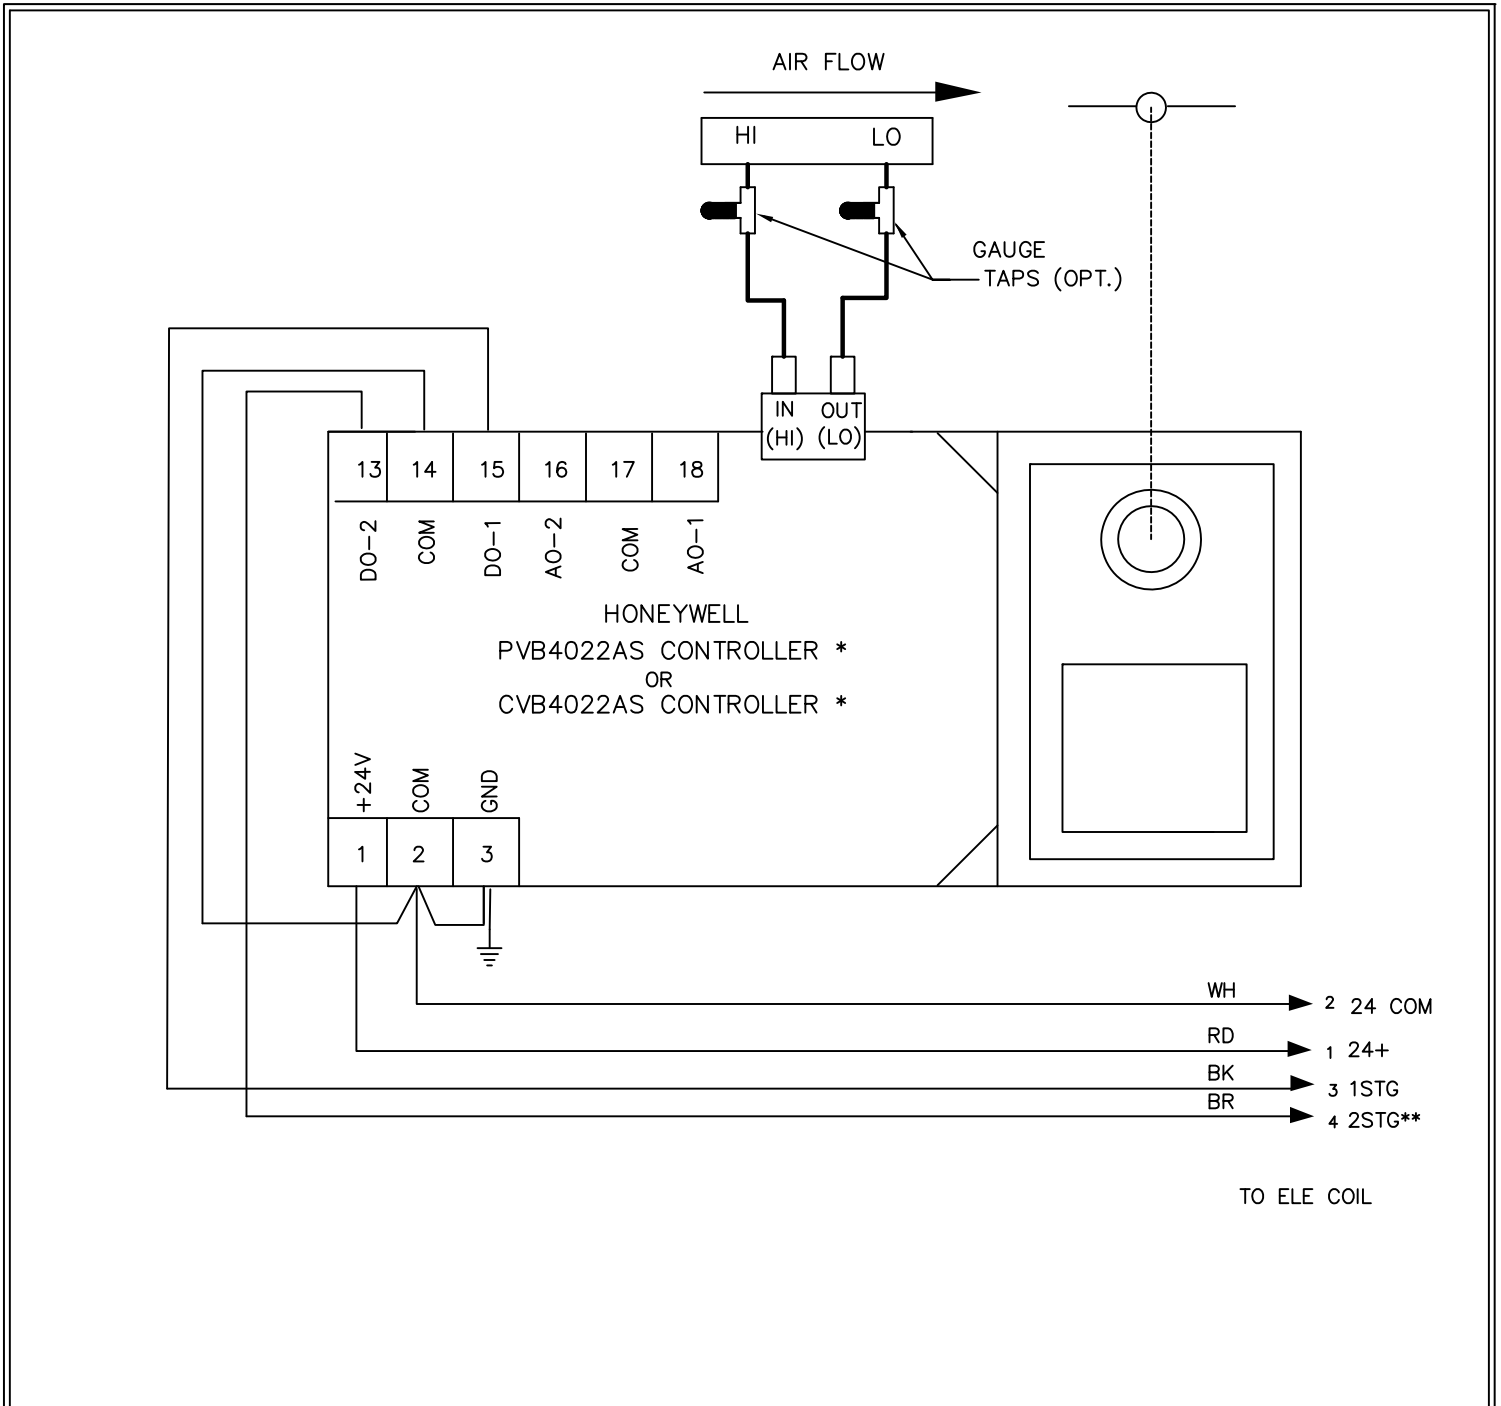 AIR FLOW
HI LO
GAUGE
TAPS (OPT.)
IN OUT
(HI) (LO)
13 14 15 16 17 18
DO-2 COM DO-1 AO-2 COM AO-1
HONEYWELL
PVB4022AS CONTROLLER *
OR
CVB4022AS CONTROLLER *
+24V COM GND
1 2 3
WH 2 24 COM
RD 1 24+
BK 3 1STG
BR 4 2STG**
TO ELE COIL